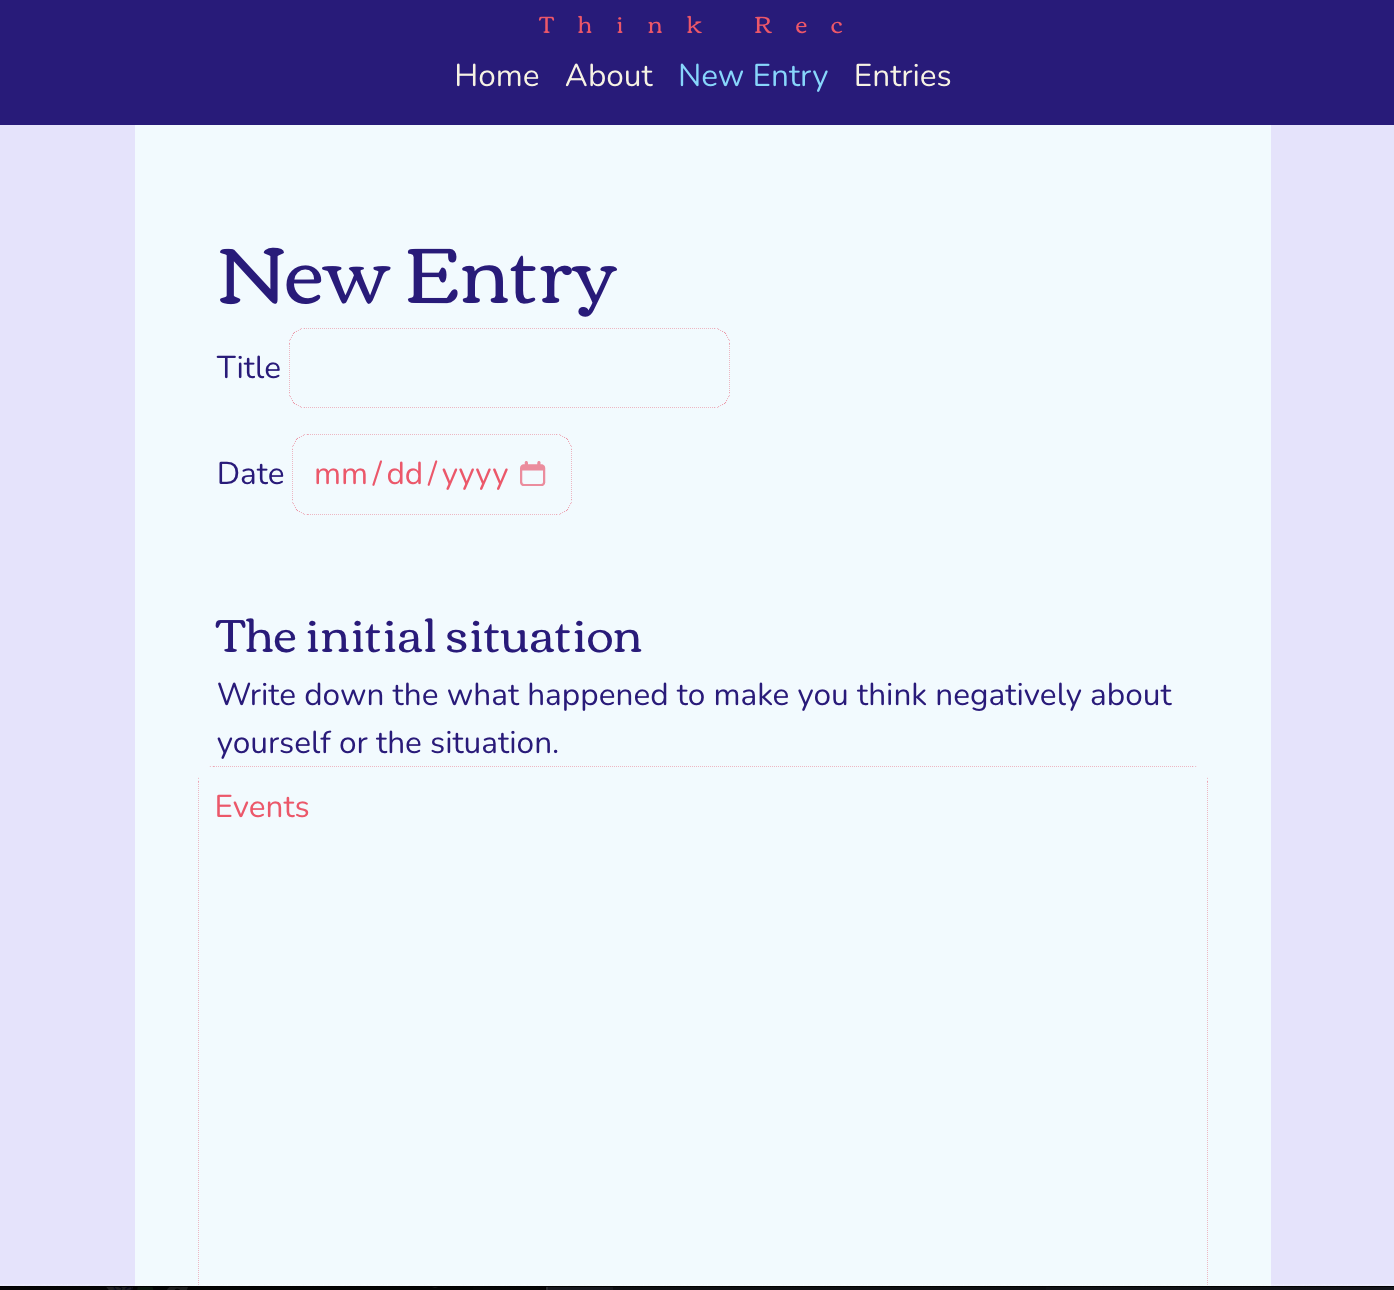 Think Rec
Home About New Entry Entries
New Entry
Title
Date mm/dd/yyyy
The initial situation
Write down the what happened to make you think negatively about
yourself or the situation.
Events